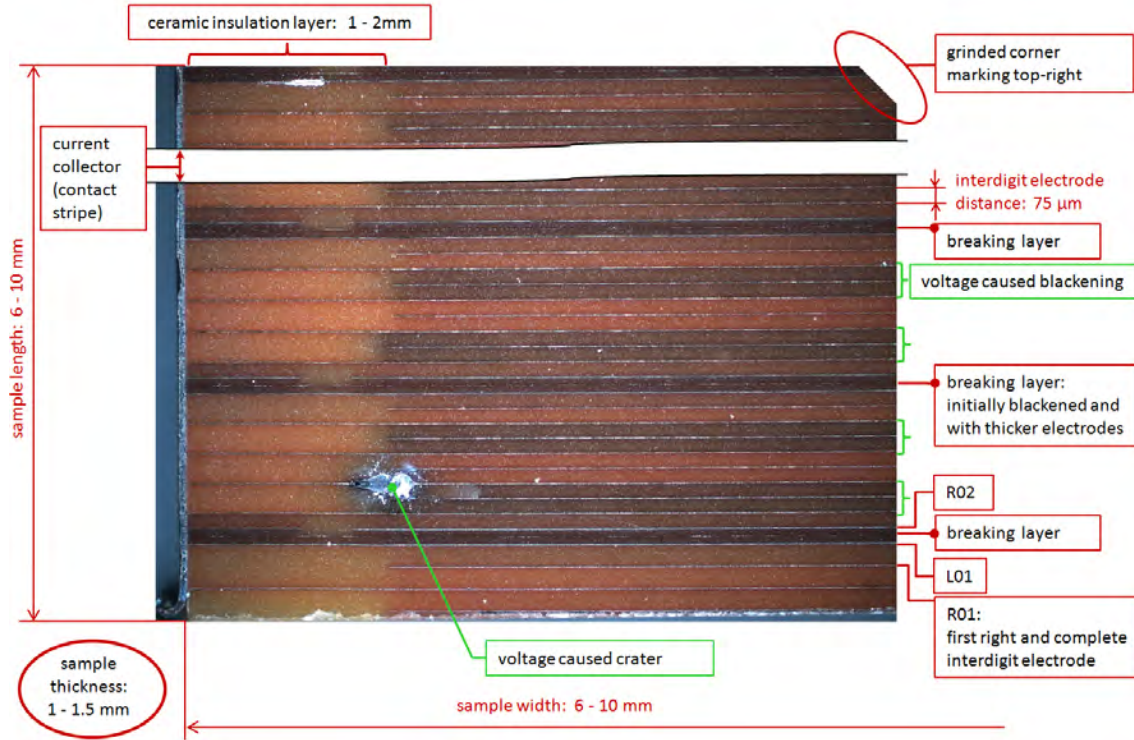 ceramic insulation layer: 1 - 2mm
grinded corner
marking top-right
current
collector
(contact
stripe)
interdigit electrode
distance: 75 µm
breaking layer
voltage caused blackening
sample length: 6 - 10 mm
breaking layer:
initially blackened and
with thicker electrodes
R02
breaking layer
L01
R01:
first right and complete
interdigit electrode
voltage caused crater
sample
thickness:
1 - 1.5 mm
sample width: 6 - 10 mm